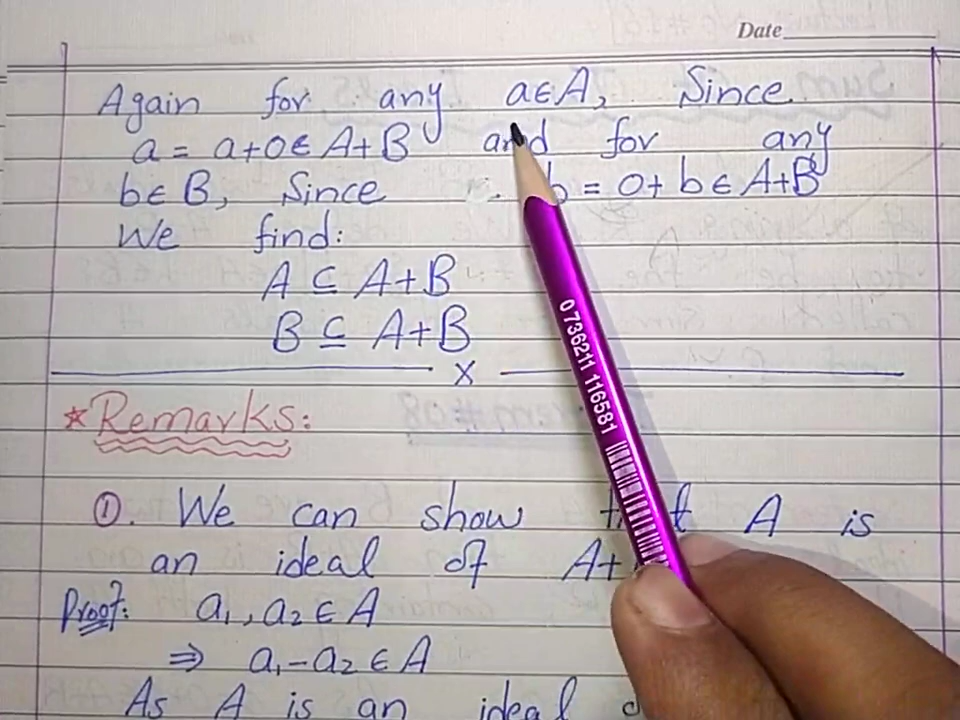 Date
Again for any a∈A, Since
a = a+0∈ A+B and for any
b∈B, Since b = 0+ b ∈ A+B
We find:
A ⊆ A+B
B ⊆ A+B
x
*Remarks:
①. We can show that A is
an ideal of A+
Proof: a₁, a₂ ∈ A
⇒ a₁-a₂ ∈ A
As A is an ideal
0736211 116581